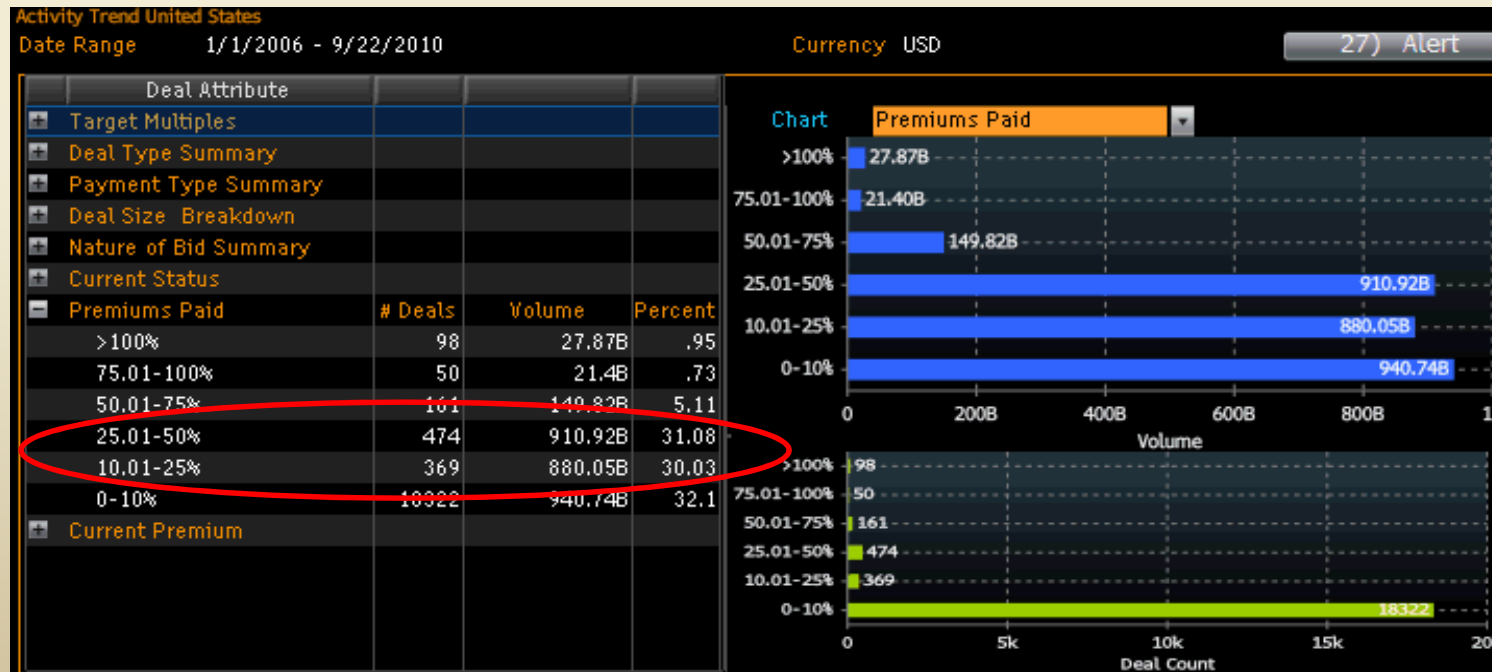 Activity Trend United States
Date Range 1/1/2006 - 9/22/2010 Currency USD 27) Alert
Deal Attribute
Target Multiples
Deal Type Summary
Payment Type Summary
Deal Size Breakdown
Nature of Bid Summary
Current Status
Premiums Paid # Deals Volume Percent
>100% 98 27.87B .95
75.01-100% 50 21.4B .73
50.01-75% 161 149.82B 5.11
25.01-50% 474 910.92B 31.08
10.01-25% 369 880.05B 30.03
0-10% 18322 940.74B 32.1
Current Premium
Chart Premiums Paid
>100% 27.87B
75.01-100% 21.40B
50.01-75% 149.82B
25.01-50% 910.92B
10.01-25% 880.05B
0-10% 940.74B
0 200B 400B 600B 800B 1
Volume
>100% 98
75.01-100% 50
50.01-75% 161
25.01-50% 474
10.01-25% 369
0-10% 18322
0 5k 10k 15k 20
Deal Count